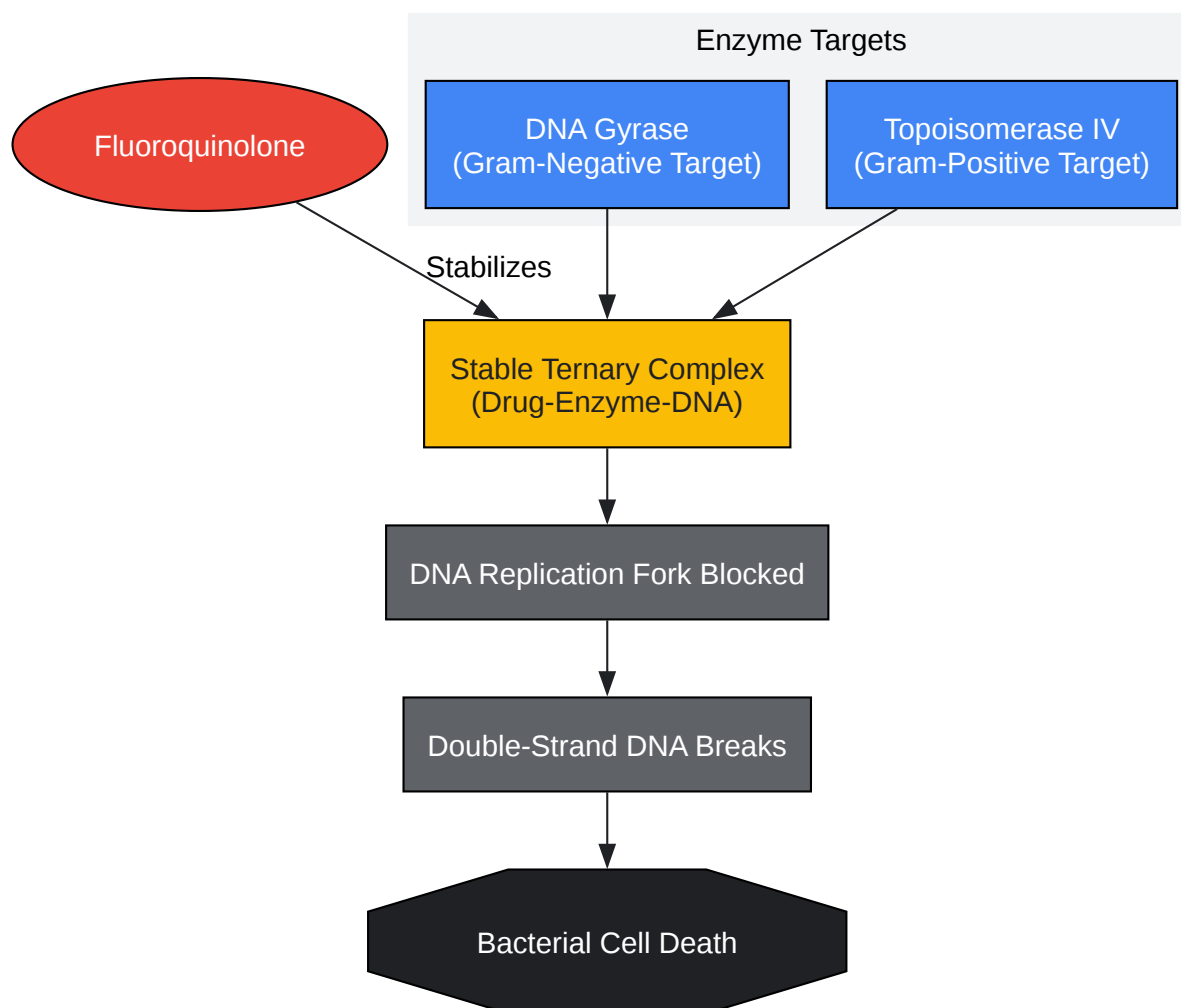 Enzyme Targets
Fluoroquinolone
DNA Gyrase
(Gram-Negative Target)
Topoisomerase IV
(Gram-Positive Target)
Stabilizes
Stable Ternary Complex
(Drug-Enzyme-DNA)
DNA Replication Fork Blocked
Double-Strand DNA Breaks
Bacterial Cell Death